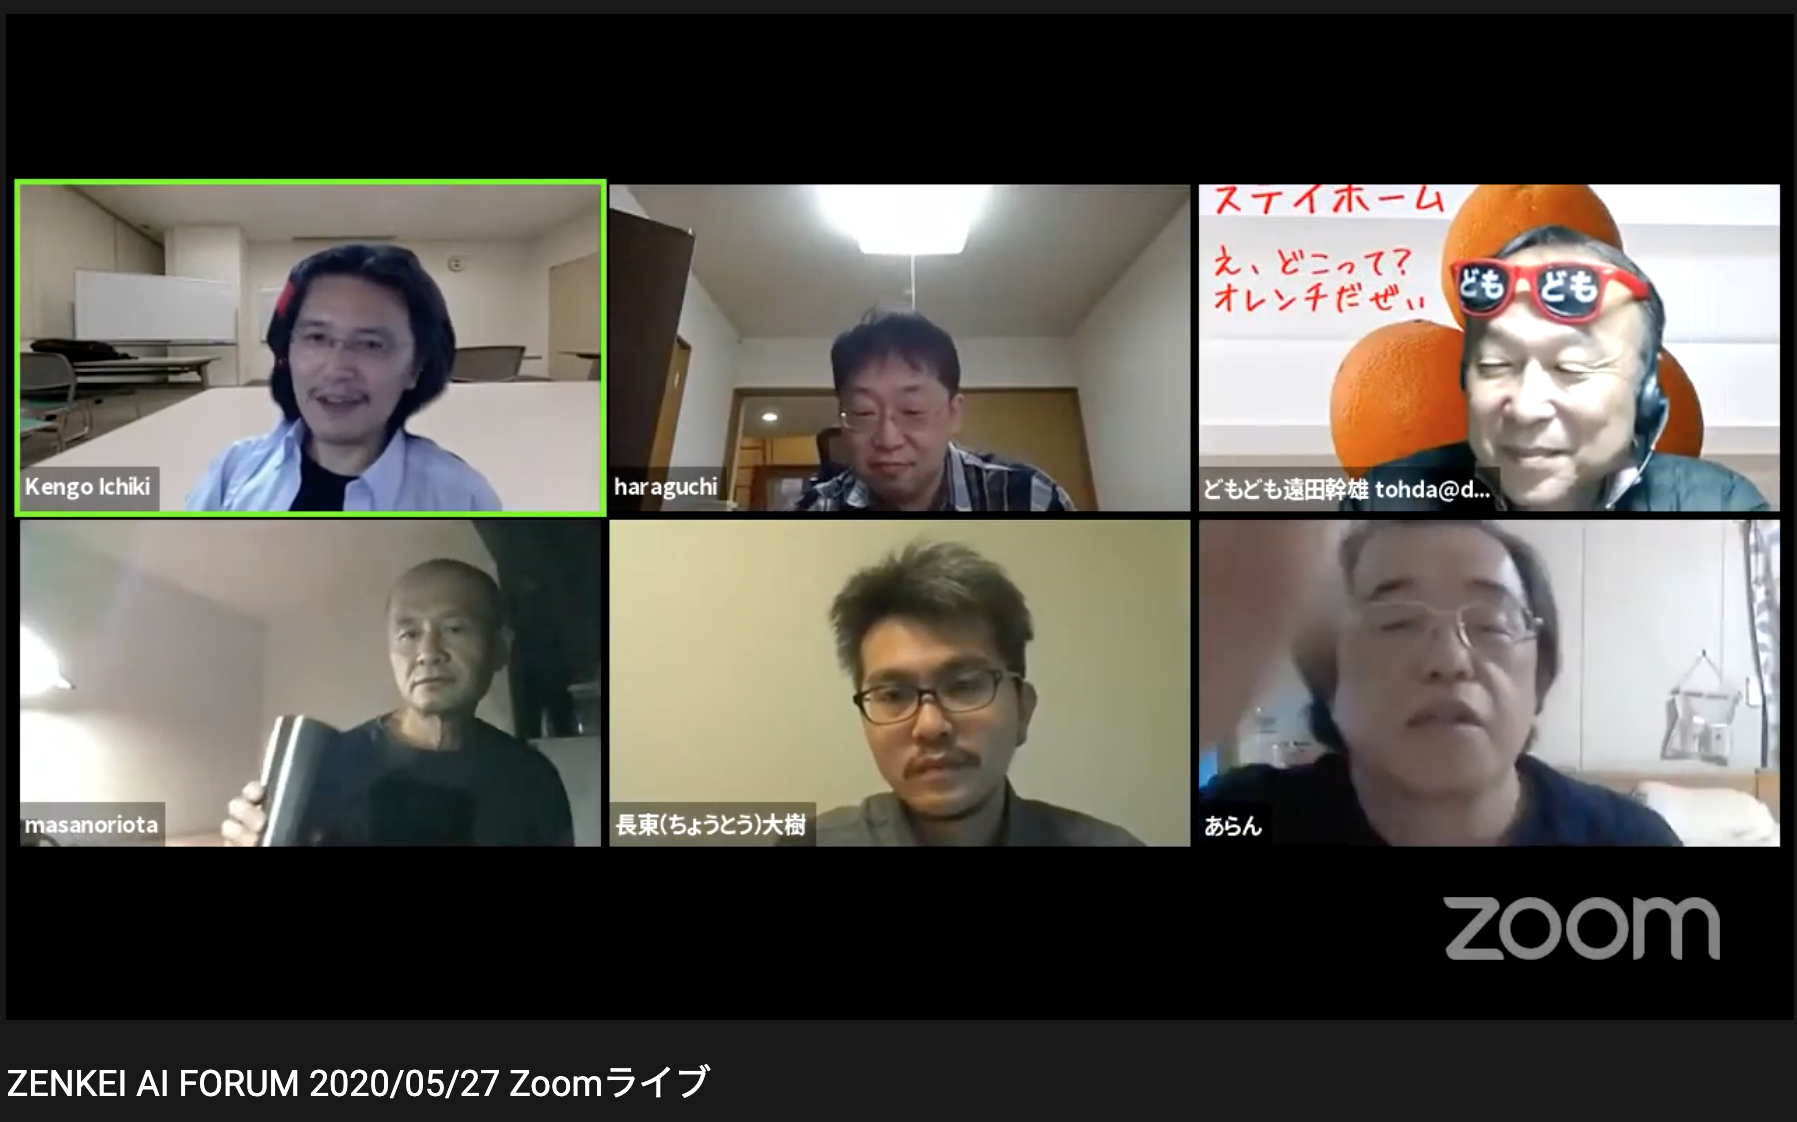 ステイホーム
え、どこって?
オレンチだぜぃ
ども ども
Kengo Ichiki
haraguchi
どもども遠田幹雄 tohda@d...
masanoriota
長東(ちょうとう)大樹
あらん
zoom
ZENKEI AI FORUM 2020/05/27 Zoomライブ